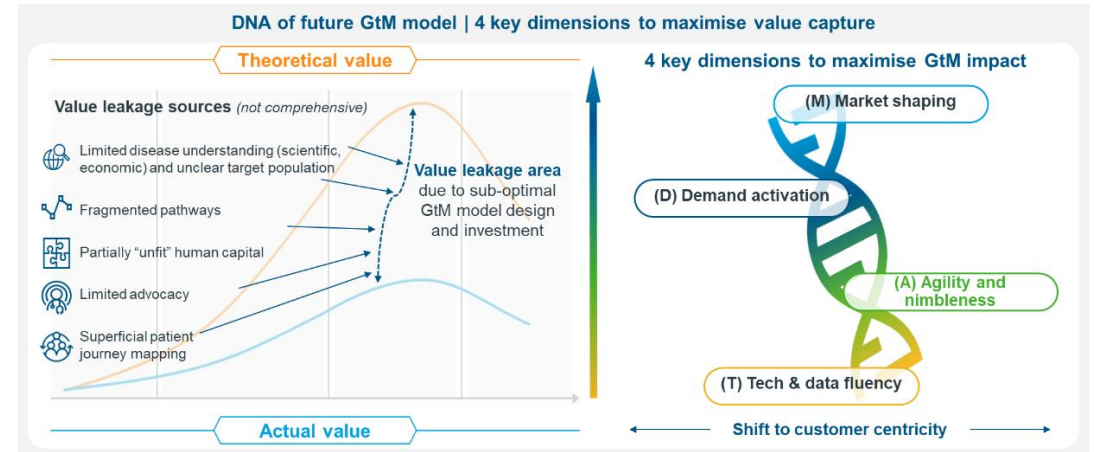 DNA of future GtM model | 4 key dimensions to maximise value capture
Theoretical value
Value leakage sources (not comprehensive)
Limited disease understanding (scientific,
economic) and unclear target population
Fragmented pathways
Partially “unfit” human capital
Limited advocacy
Superficial patient
journey mapping
Value leakage area
due to sub-optimal
GtM model design
and investment
Actual value
4 key dimensions to maximise GtM impact
(M) Market shaping
(D) Demand activation
(A) Agility and
nimbleness
(T) Tech & data fluency
Shift to customer centricity